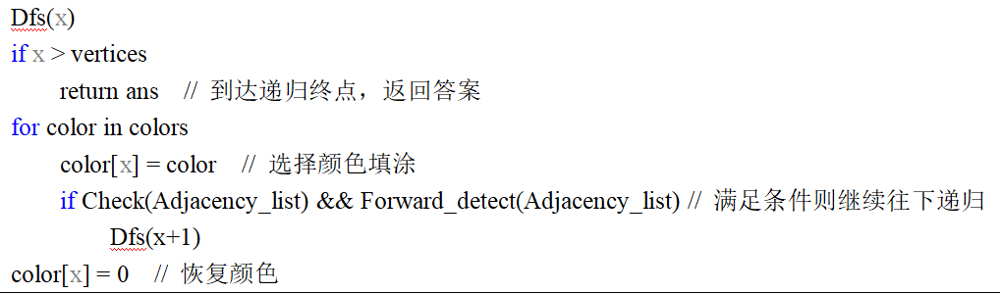 Dfs(x)
if x > vertices
return ans // 到达递归终点，返回答案
for color in colors
color[x] = color // 选择颜色填涂
if Check(Adjacency_list) && Forward_detect(Adjacency_list) // 满足条件则继续往下递归
Dfs(x+1)
color[x] = 0 // 恢复颜色